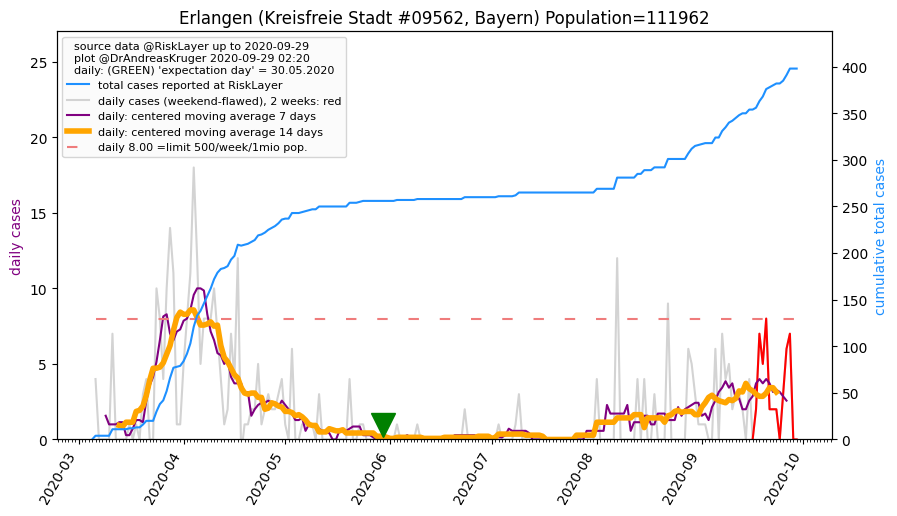 Erlangen (Kreisfreie Stadt #09562, Bayern) Population=111962
source data @RiskLayer up to 2020-09-29
plot @DrAndreasKruger 2020-09-29 02:20
daily: (GREEN) 'expectation day' = 30.05.2020
total cases reported at RiskLayer
daily cases (weekend-flawed), 2 weeks: red
daily: centered moving average 7 days
daily: centered moving average 14 days
daily 8.00 =limit 500/week/1mio pop.
daily cases
25
20
15
10
5
0
cumulative total cases
400
350
300
250
200
150
100
50
0
2020-03
2020-04
2020-05
2020-06
2020-07
2020-08
2020-09
2020-10